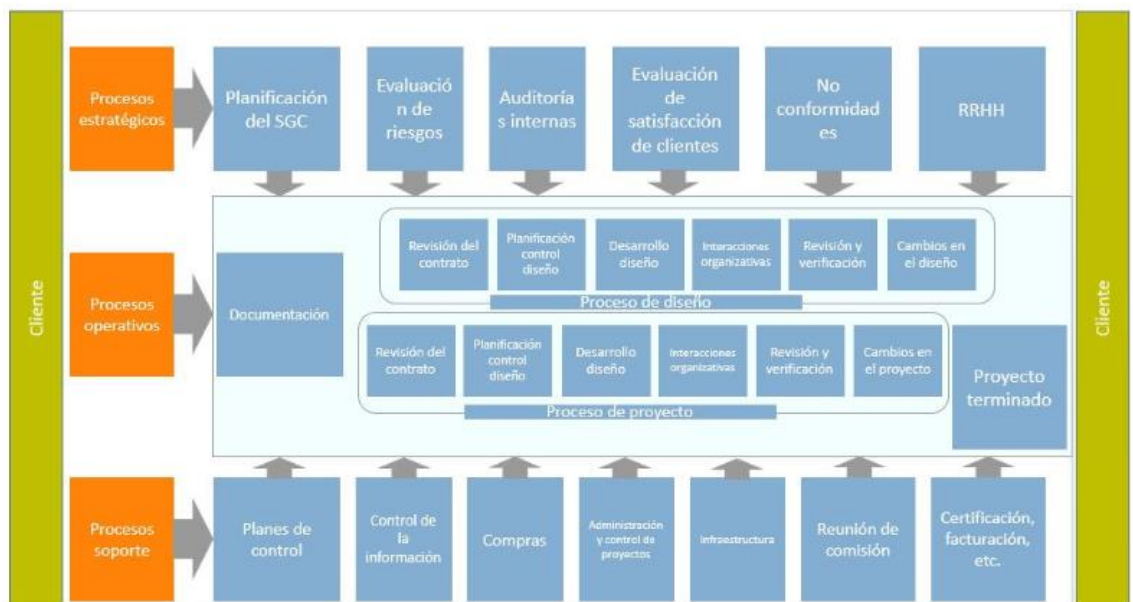 Cliente
Procesos
estratégicos
Planificación
del SGC
Evaluació
n de
riesgos
Auditoría
s internas
Evaluación
de
satisfacción
de clientes
No
conformidad
es
RRHH
Procesos
operativos
Documentación
Revisión del
contrato
Planificación
control
diseño
Desarrollo
diseño
Interacciones
organizativas
Revisión y
verificación
Cambios en
el diseño
Proceso de diseño
Revisión del
contrato
Planificación
control
diseño
Desarrollo
diseño
Interacciones
organizativas
Revisión y
verificación
Cambios en
el proyecto
Proceso de proyecto
Proyecto
terminado
Procesos
soporte
Planes de
control
Control de
la
información
Compras
Administración
y control de
proyectos
Infraestructura
Reunión de
comisión
Certificación,
facturación,
etc.
Cliente